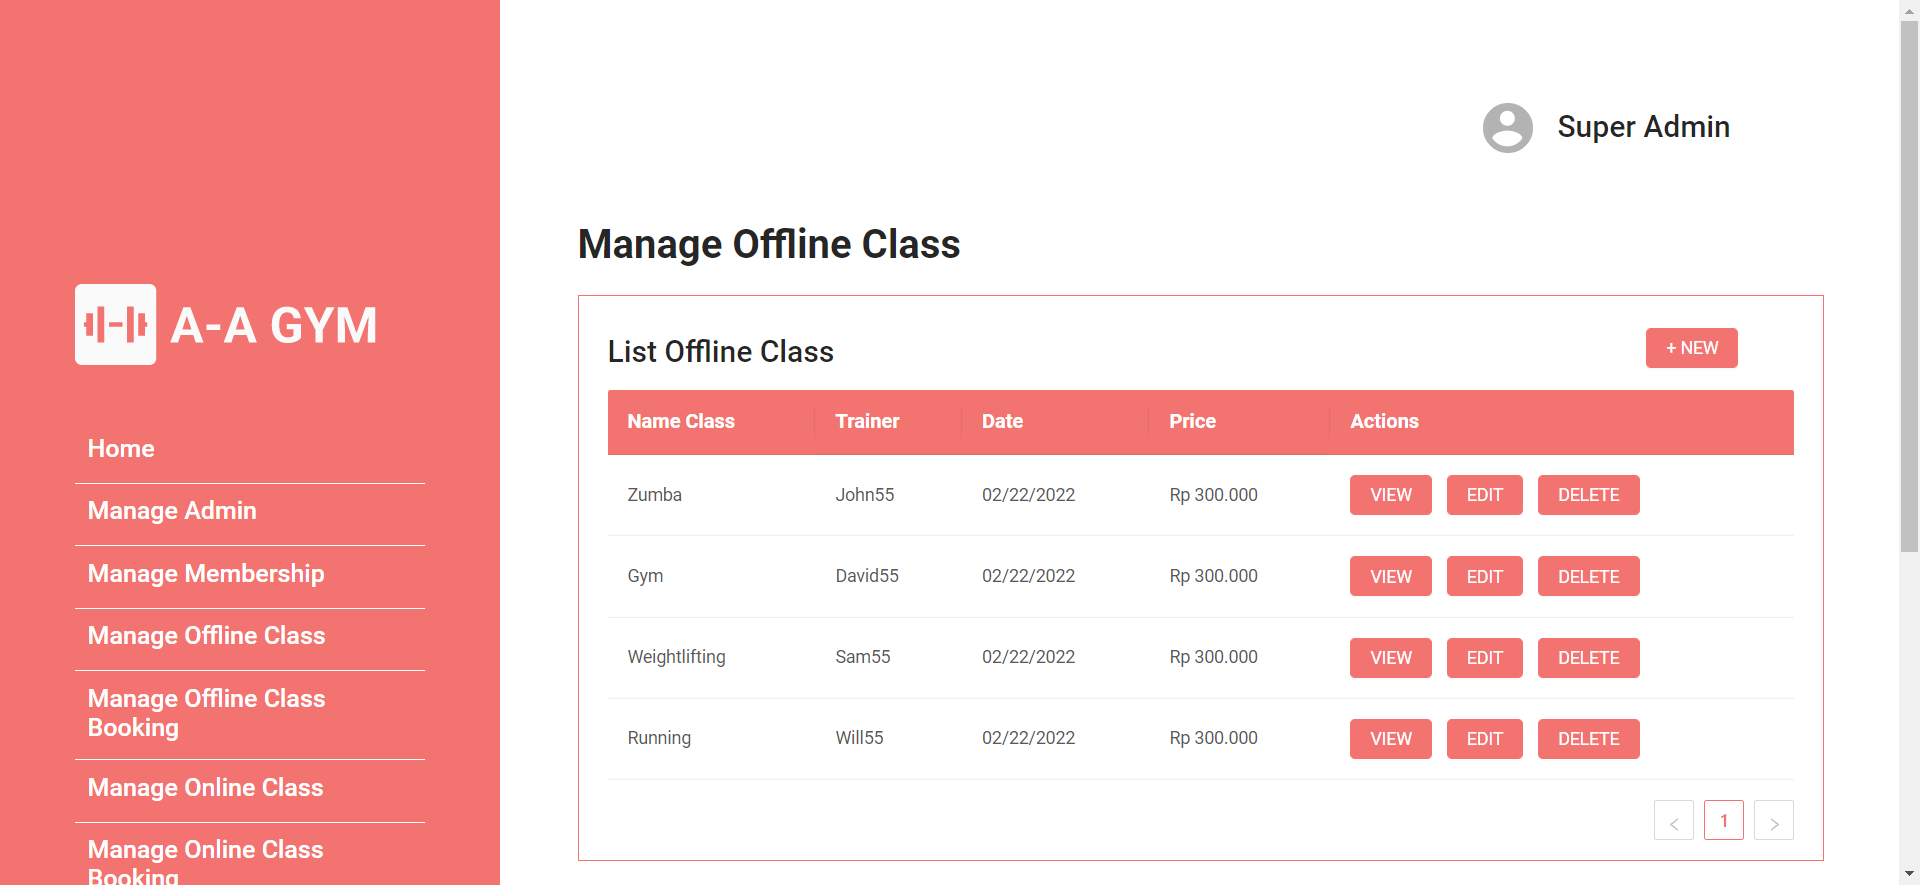 Super Admin
A-A GYM
Home
Manage Admin
Manage Membership
Manage Offline Class
Manage Offline Class
Booking
Manage Online Class
Manage Online Class
Booking
Manage Offline Class
List Offline Class
+ NEW
Name Class Trainer Date Price Actions
Zumba John55 02/22/2022 Rp 300.000 VIEW EDIT DELETE
Gym David55 02/22/2022 Rp 300.000 VIEW EDIT DELETE
Weightlifting Sam55 02/22/2022 Rp 300.000 VIEW EDIT DELETE
Running Will55 02/22/2022 Rp 300.000 VIEW EDIT DELETE
< 1 >